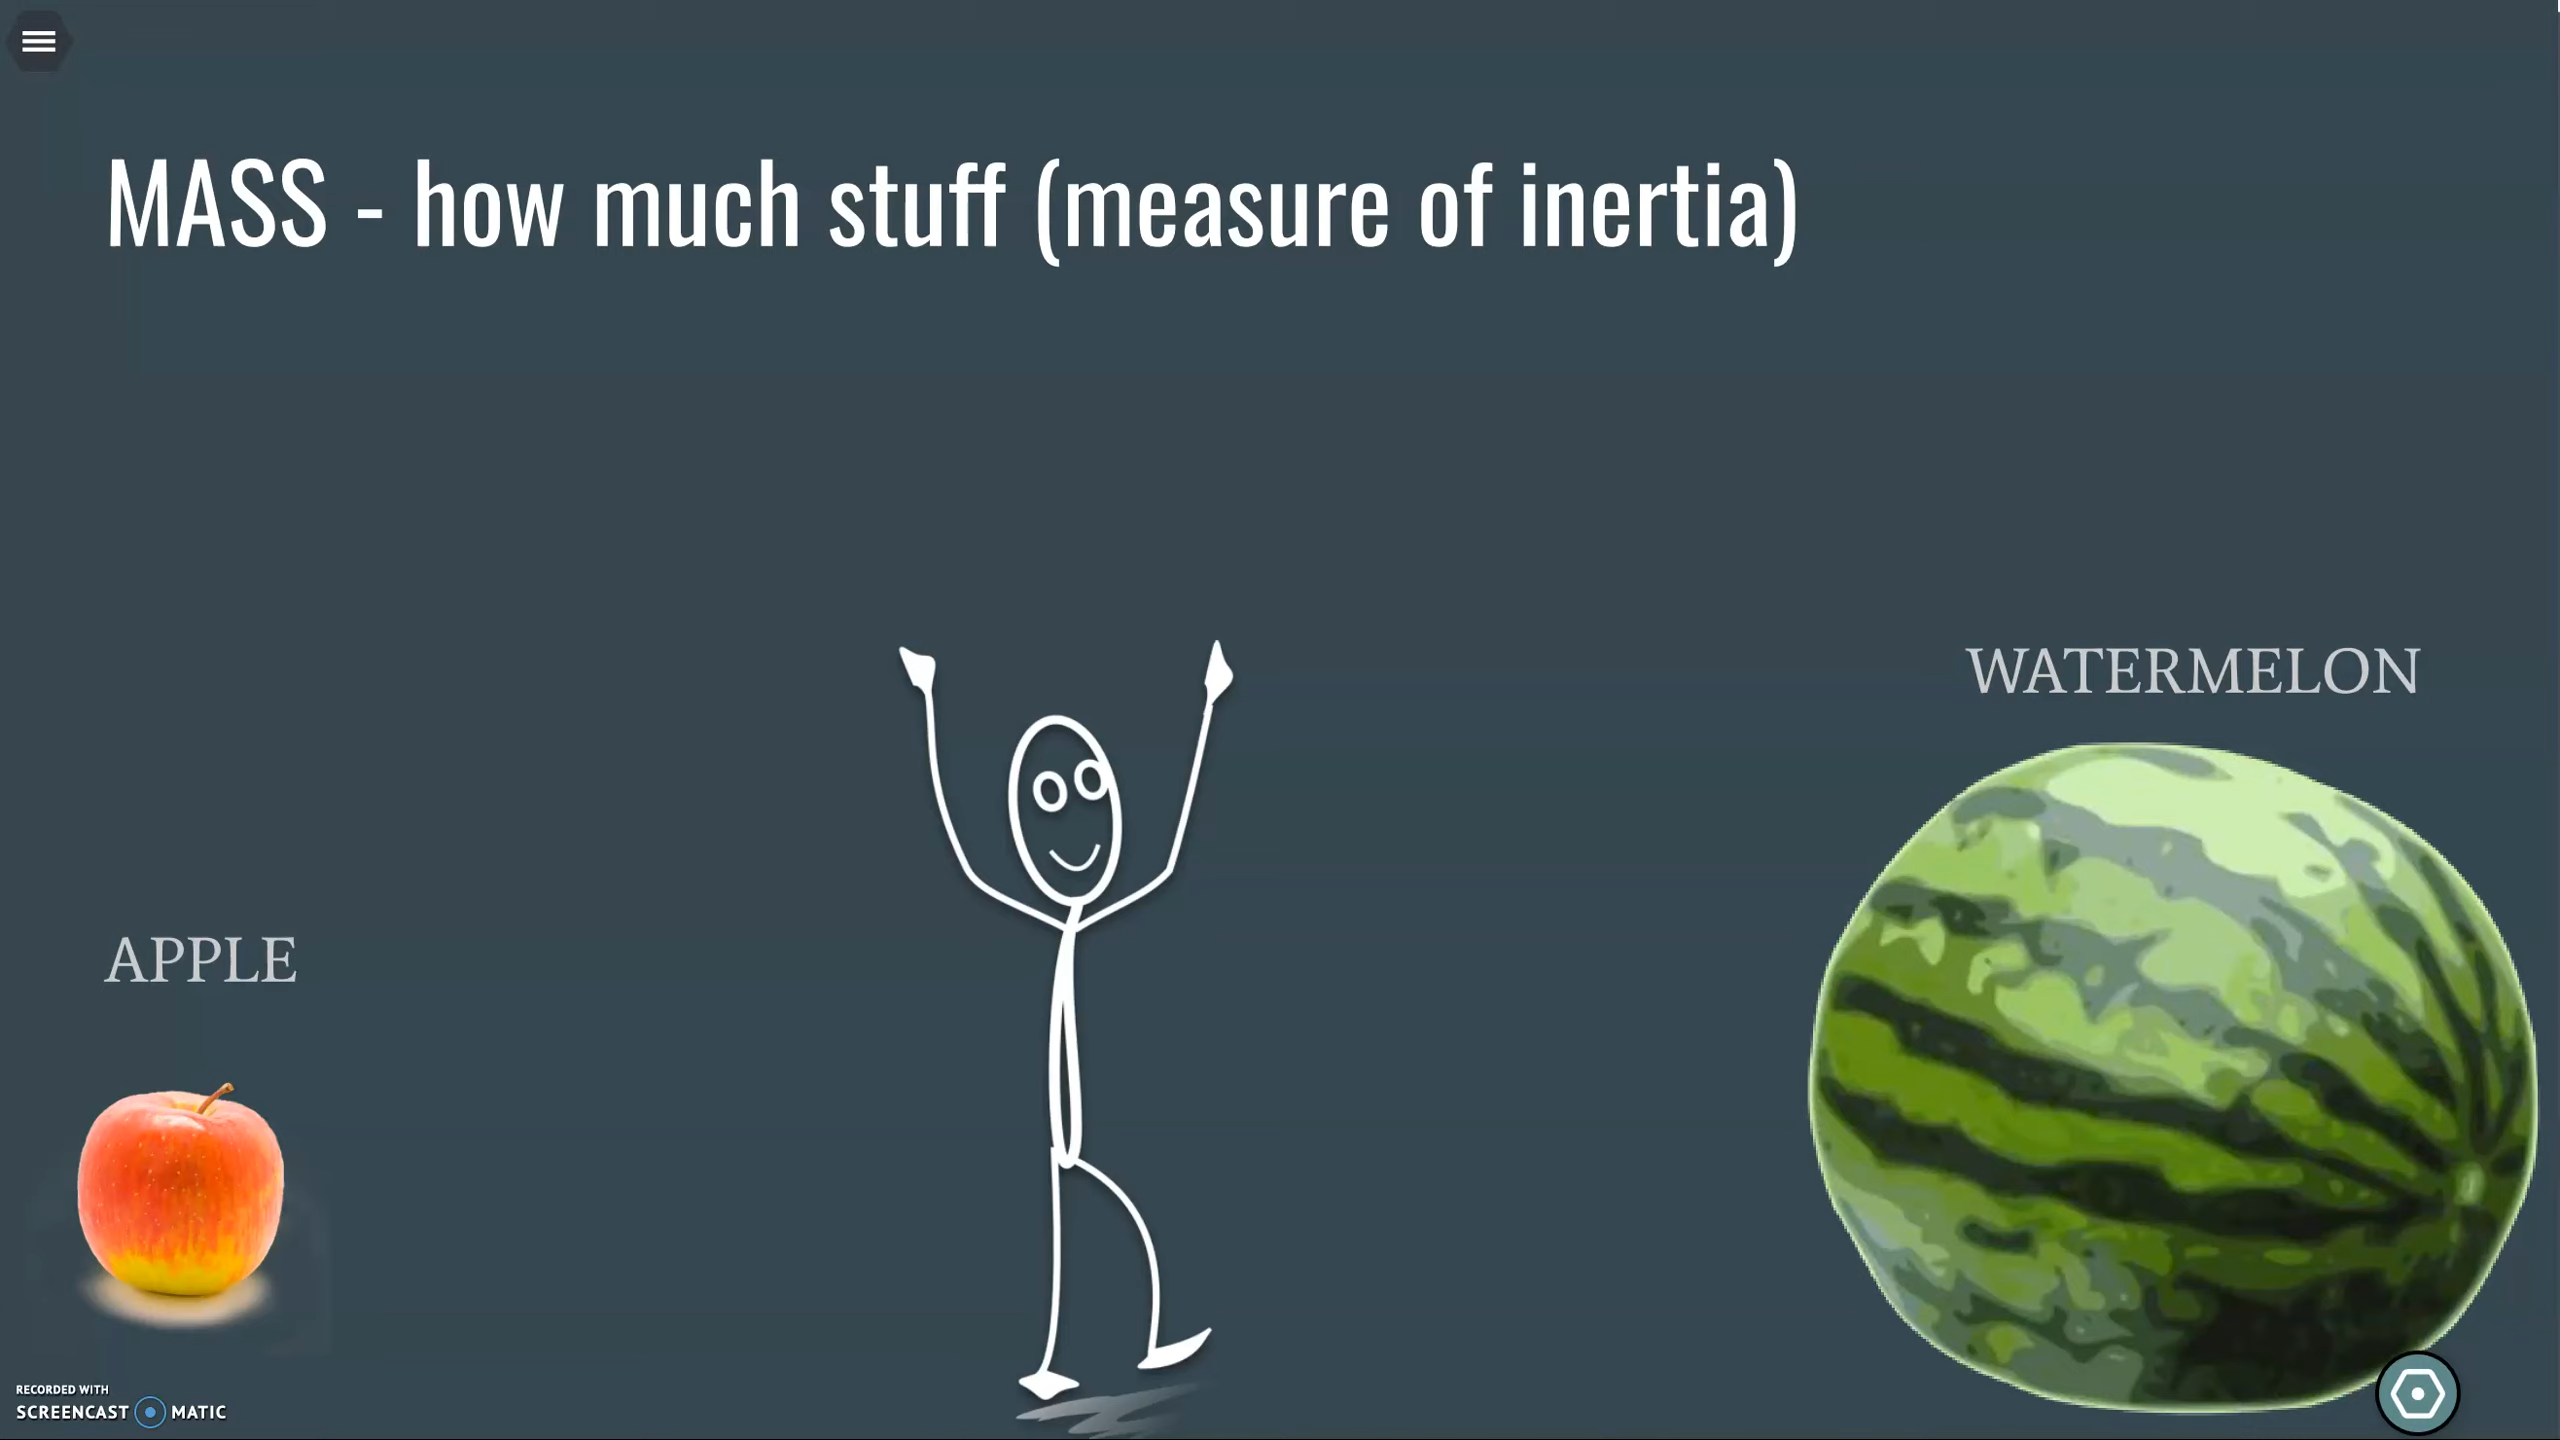 MASS - how much stuff (measure of inertia)
WATERMELON
APPLE
RECORDED WITH
SCREENCAST MATIC